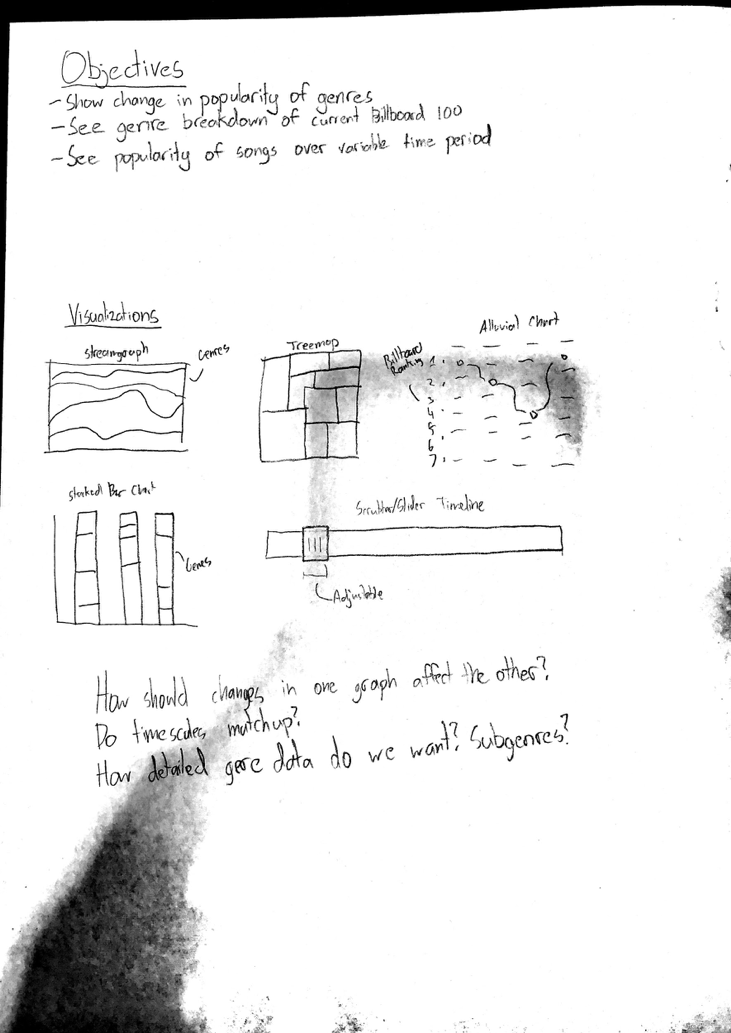 Objectives
- Show change in popularity of genres
- See genre breakdown of current Billboard 100
- See popularity of songs over variable time period
Visualizations
Streamgraph
Genres
Treemap
Alluvial Chart
Billboard
Ranking
1.
2.
3
4
5
6
7.
Stacked Bar Chart
Genres
Scrubber/Slider Timeline
Adjustable
How should changes in one graph affect the other?
Do timescales matchup?
How detailed gere data do we want? Subgenres?